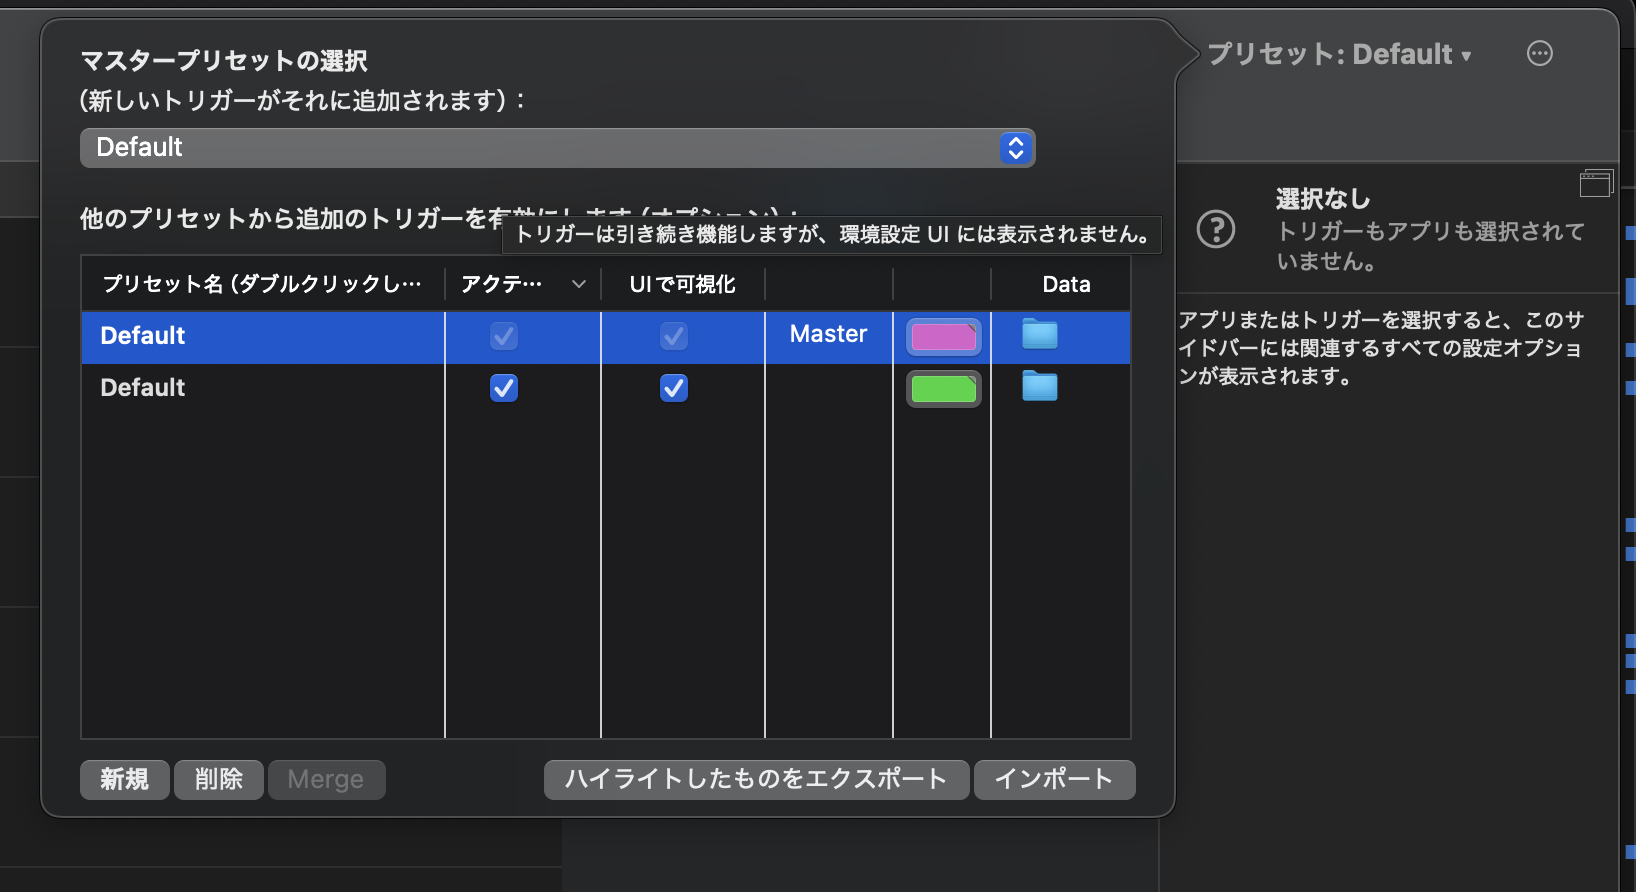 マスタープリセットの選択
(新しいトリガーがそれに追加されます)：
プリセット: Default ▾
Default
他のプリセットから追加のトリガーを有効にします (オプション)：
トリガーは引き続き機能しますが、環境設定 UI には表示されません。
選択なし
トリガーもアプリも選択されて
いません。
プリセット名 (ダブルクリックし… アクテ… UIで可視化 Data
Default Master
Default
アプリまたはトリガーを選択すると、このサ
イドバーには関連するすべての設定オプショ
ンが表示されます。
新規 削除 Merge ハイライトしたものをエクスポート インポート